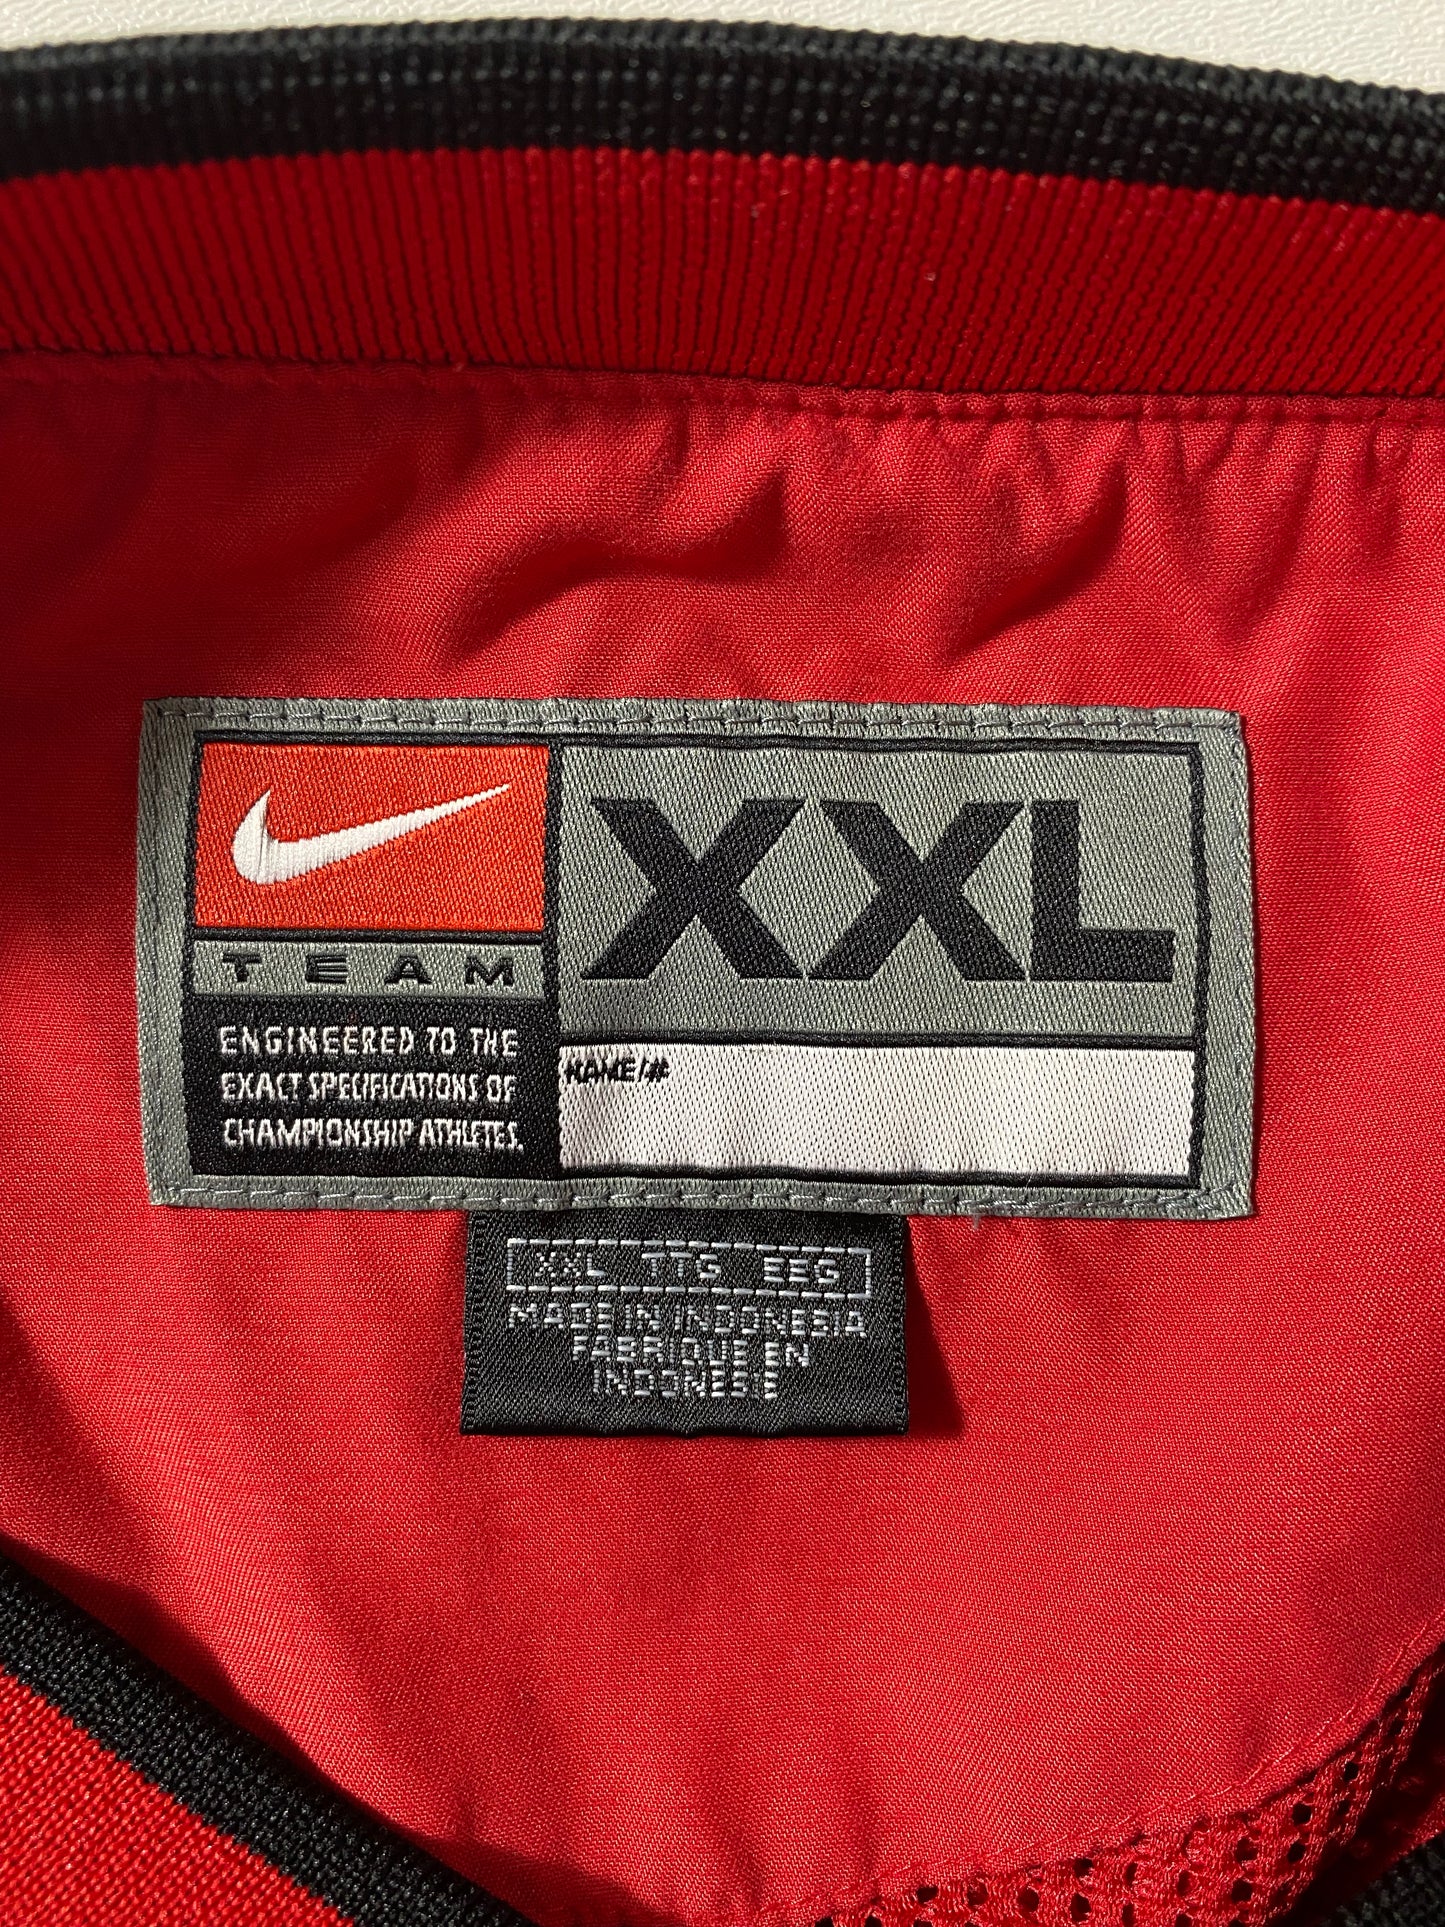 TEAM
ENGINEERED TO THE
EXACT SPECIFICATIONS OF
CHAMPIONSHIP ATHLETES.
XXL
NAME/#
XXL TTG EEG
MADE IN INDONESIA
FABRIQUE EN
INDONESIE